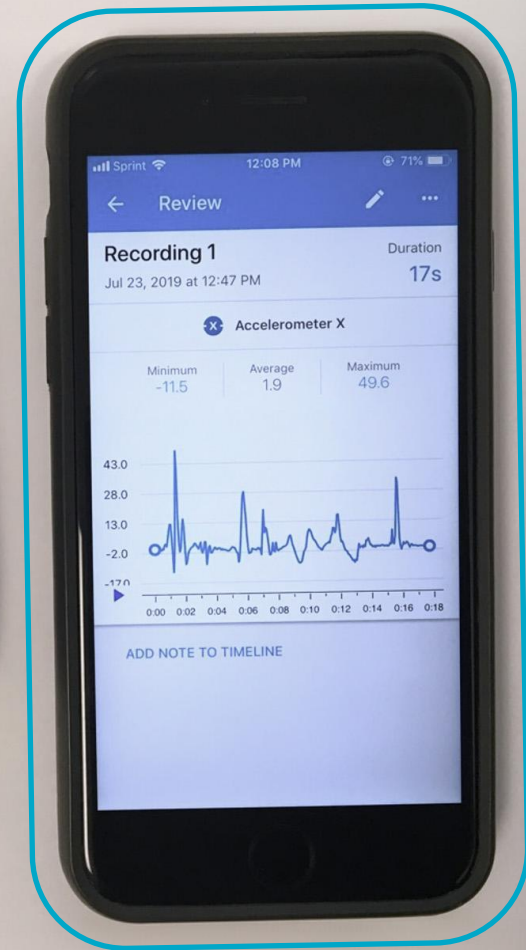 Sprint 12:08 PM 71%
Review
Recording 1 Duration
Jul 23, 2019 at 12:47 PM 17s
X Accelerometer X
Minimum Average Maximum
-11.5 1.9 49.6
43.0
28.0
13.0
-2.0
-17.0
0:00 0:02 0:04 0:06 0:08 0:10 0:12 0:14 0:16 0:18
ADD NOTE TO TIMELINE